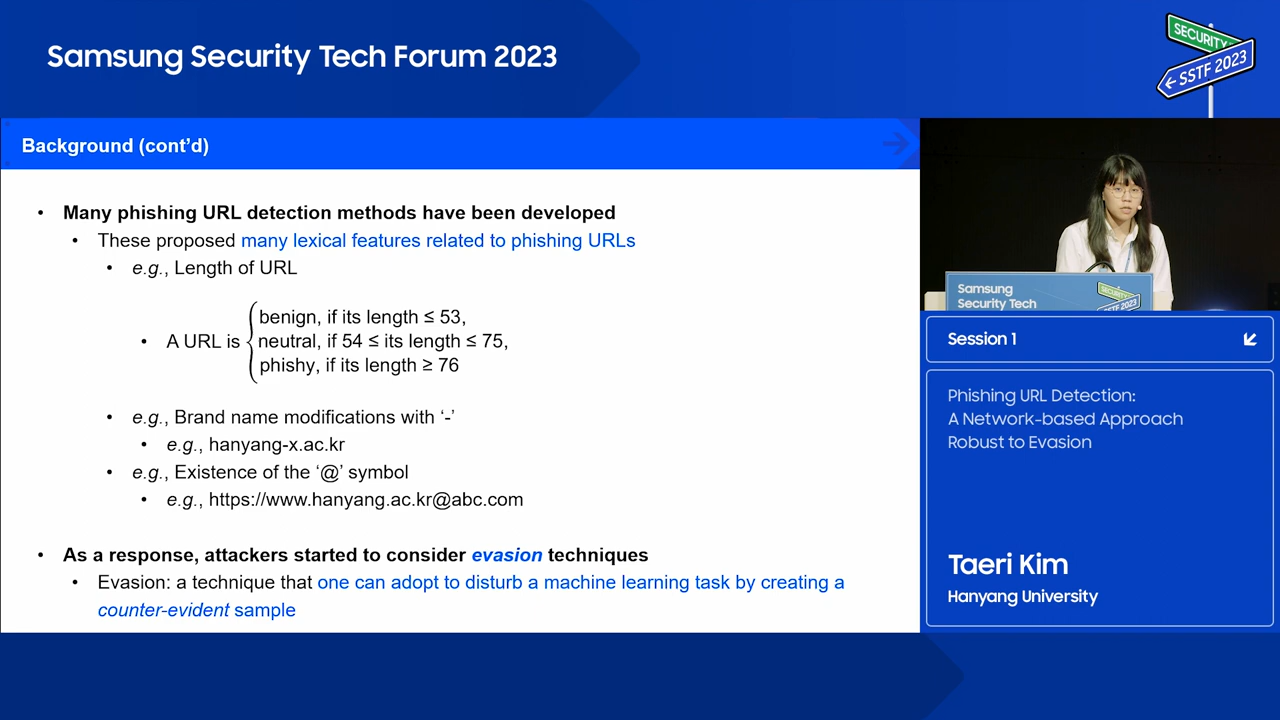 Samsung Security Tech Forum 2023
SECURITY
← SSTF 2023
Background (cont’d)
• Many phishing URL detection methods have been developed
• These proposed many lexical features related to phishing URLs
• e.g., Length of URL
benign, if its length ≤ 53,
• A URL is neutral, if 54 ≤ its length ≤ 75,
phishy, if its length ≥ 76
• e.g., Brand name modifications with ‘-’
• e.g., hanyang-x.ac.kr
• e.g., Existence of the ‘@’ symbol
• e.g., https://www.hanyang.ac.kr@abc.com
• As a response, attackers started to consider evasion techniques
• Evasion: a technique that one can adopt to disturb a machine learning task by creating a
counter-evident sample
Samsung
Security Tech
SECURITY
SSTF 2023
Session 1
Phishing URL Detection:
A Network-based Approach
Robust to Evasion
Taeri Kim
Hanyang University